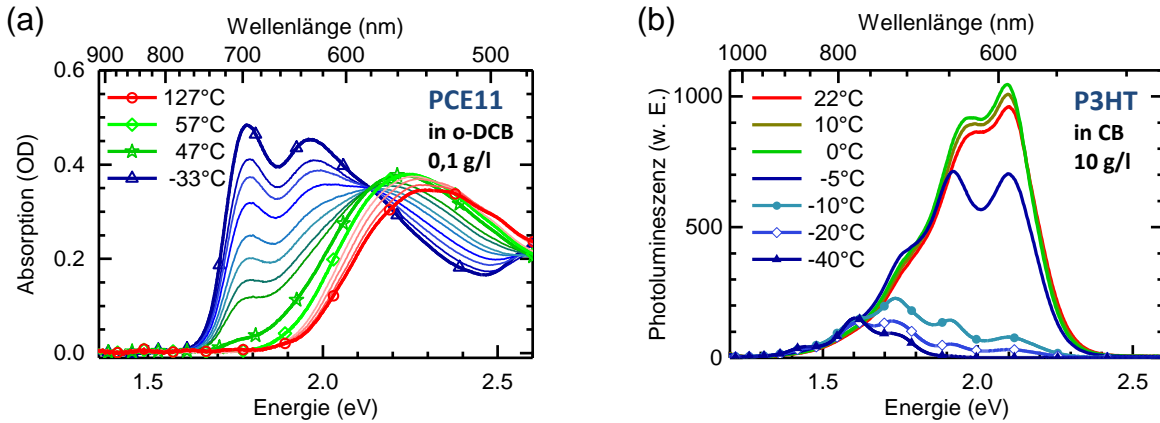 (a)
Wellenlänge (nm)
900 800 700 600 500
0.6
0.4
0.2
0.0
Absorption (OD)
127°C
57°C
47°C
-33°C
PCE11
in o-DCB
0,1 g/l
1.5 2.0 2.5
Energie (eV)
(b)
Wellenlänge (nm)
1000 800 600
1000
500
0
Photolumineszenz (w. E.)
22°C
10°C
0°C
-5°C
-10°C
-20°C
-40°C
P3HT
in CB
10 g/l
1.5 2.0 2.5
Energie (eV)